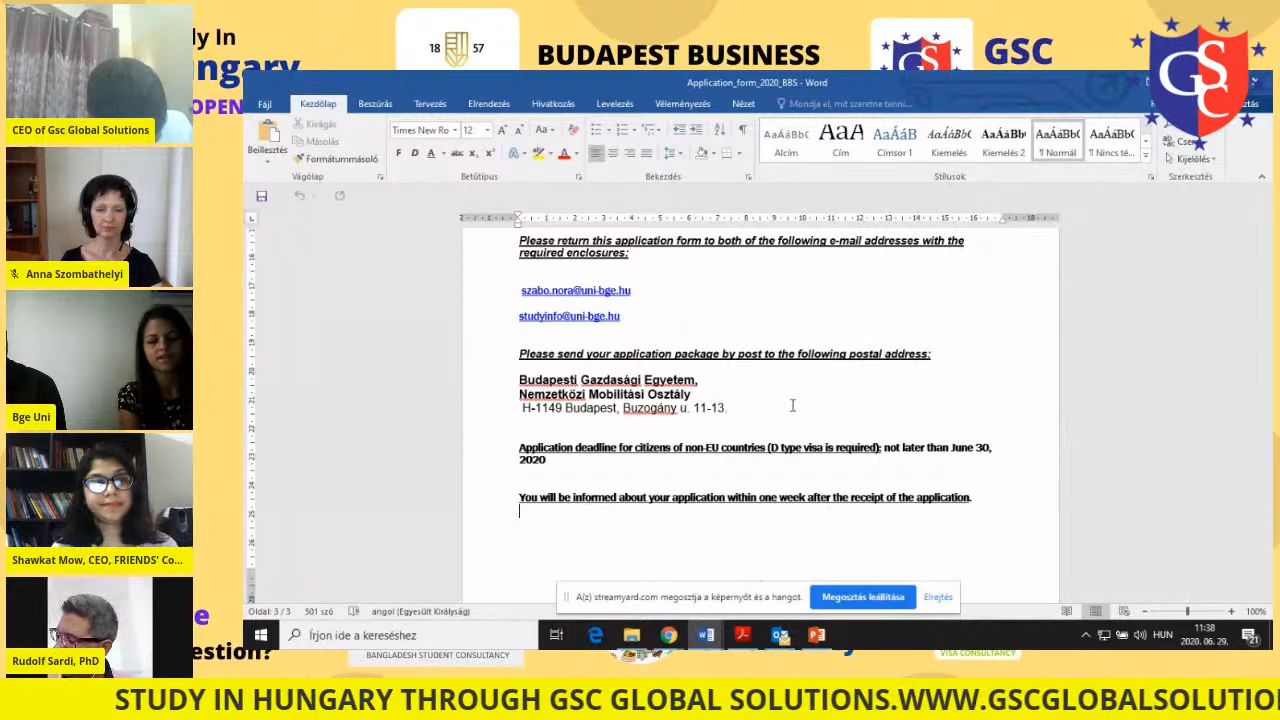 ly In
ngary
OPEN
18 57
BUDAPEST BUSINESS
GSC
GSC
CEO of Gsc Global Solutions
Anna Szombathelyi
Bge Uni
Shawkat Mow, CEO, FRIENDS' Co...
Rudolf Sardi, PhD
Application_form_2020_BBS - Word
Fájl Kezdőlap Beszúrás Tervezés Elrendezés Hivatkozás Levelezés Véleményezés Nézet Mondja el, mit szeretne tenni...
Beillesztés
Kivágás
Másolás
Formátummásoló
Vágólap
Times New Ro 12
F D A abc x₂ x²
Betűtípus
Bekezdés
AaÁáBbC Alcím
AaA Cím
AaÁáB Címsor 1
AaÁáBbC Kiemelés
AaÁáBb Kiemelés 2
AaÁáBbC ¶ Normál
AaÁáBbC ¶ Nincs té...
Stílusok
Kijelölés
Szerkesztés
Please return this application form to both of the following e-mail addresses with the
required enclosures:
szabo.nora@uni-bge.hu
studyinfo@uni-bge.hu
Please send your application package by post to the following postal address:
Budapesti Gazdasági Egyetem,
Nemzetközi Mobilitási Osztály
H-1149 Budapest, Buzogány u. 11-13.
Application deadline for citizens of non-EU countries (D type visa is required): not later than June 30,
2020
You will be informed about your application within one week after the receipt of the application.
A(z) streamyard.com megosztja a képernyőt és a hangot. Megosztás leállítása Elrejtés
Oldal: 3 / 3 501 szó angol (Egyesült Királyság) 100%
Írjon ide a kereséshez
HUN
11:38
2020. 06. 29.
21
e
estion?
BANGLADESH STUDENT CONSULTANCY
VISA CONSULTANCY
STUDY IN HUNGARY THROUGH GSC GLOBAL SOLUTIONS.WWW.GSCGLOBALSOLUTIO